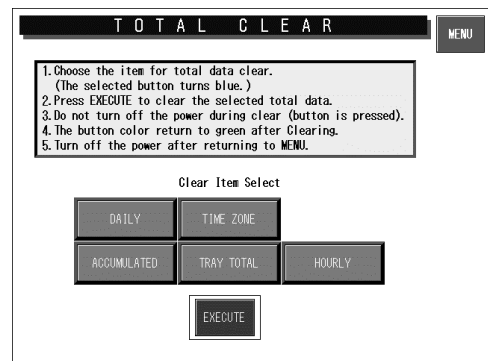 TOTAL CLEAR
MENU
1.Choose the item for total data clear.
(The selected button turns blue.)
2.Press EXECUTE to clear the selected total data.
3.Do not turn off the power during clear (button is pressed).
4.The button color return to green after Clearing.
5.Turn off the power after returning to MENU.
Clear Item Select
DAILY TIME ZONE
ACCUMULATED TRAY TOTAL HOURLY
EXECUTE